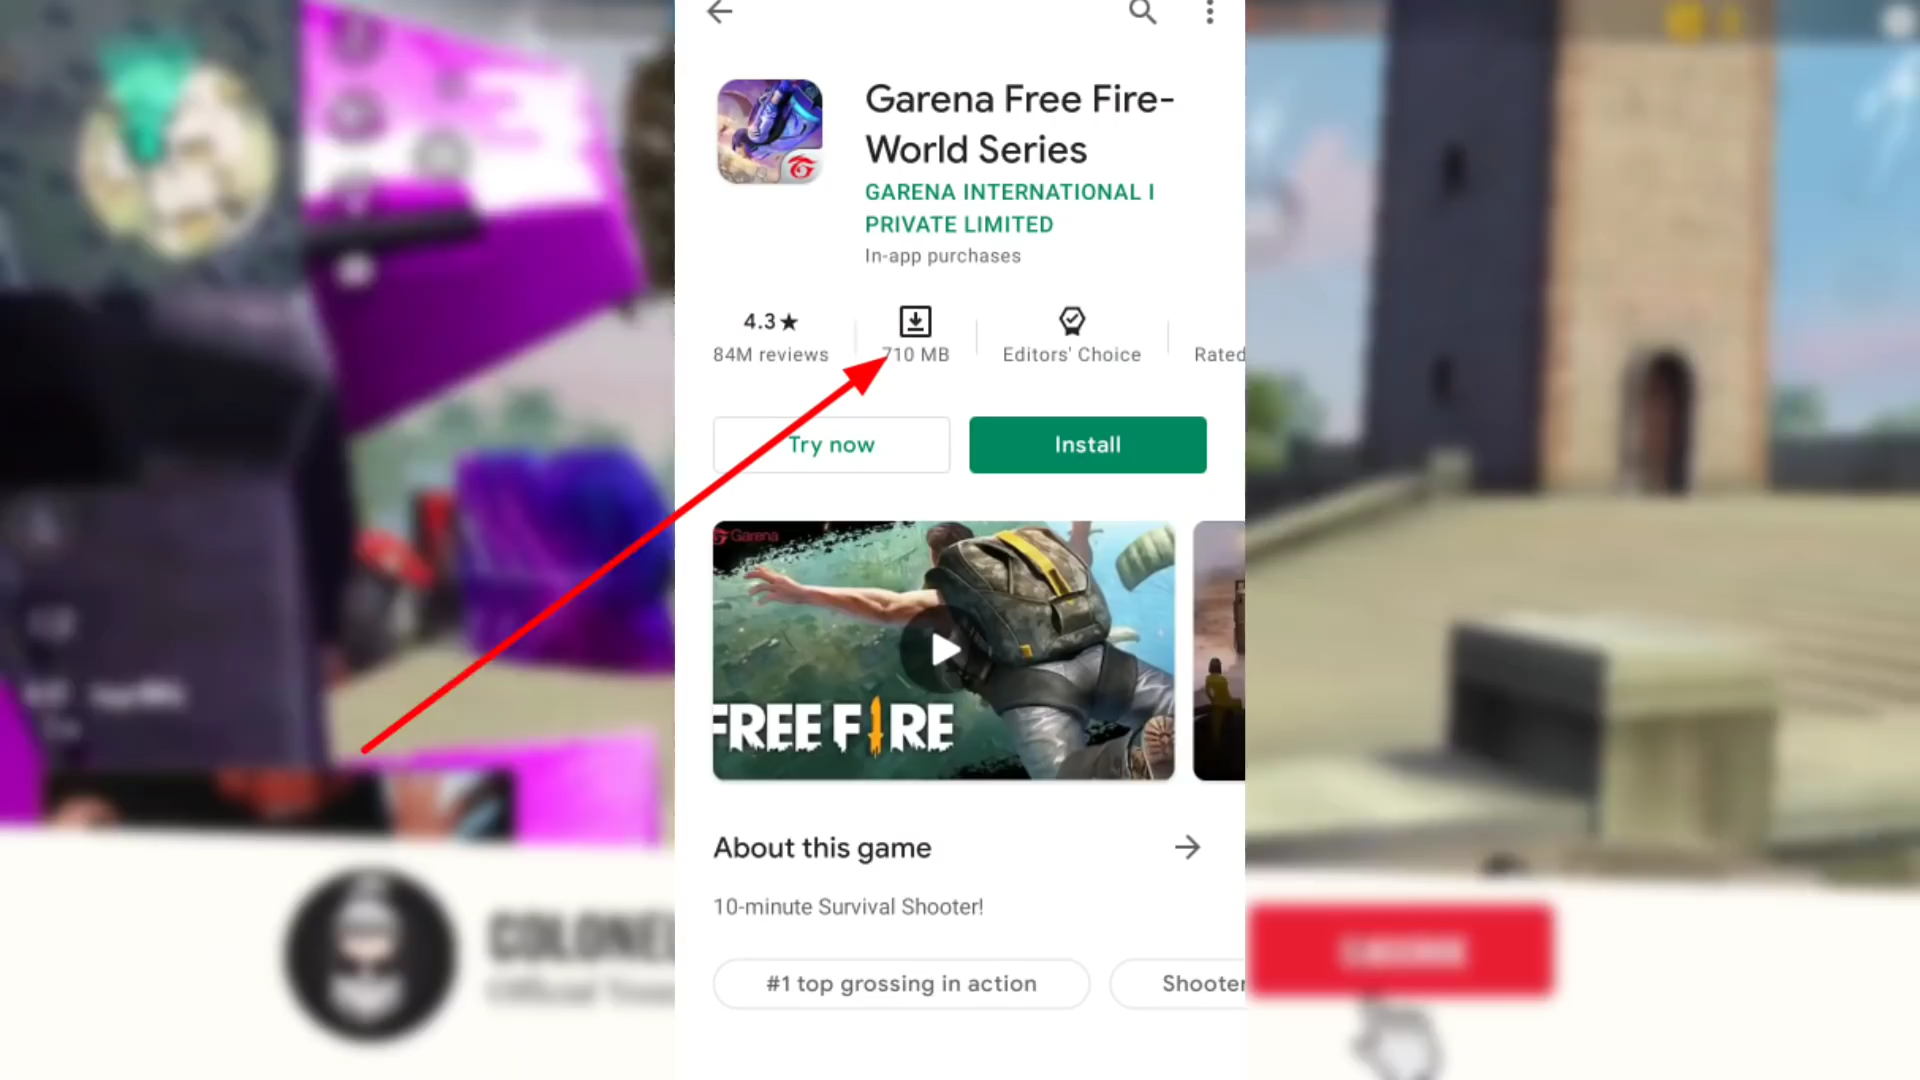 Garena Free Fire-
World Series
GARENA INTERNATIONAL I
PRIVATE LIMITED
In-app purchases
4.3★
84M reviews
710 MB
Editors' Choice
Rated
Try now
Install
Garena
FREE FIRE
About this game
10-minute Survival Shooter!
#1 top grossing in action
Shooter
COLONEL